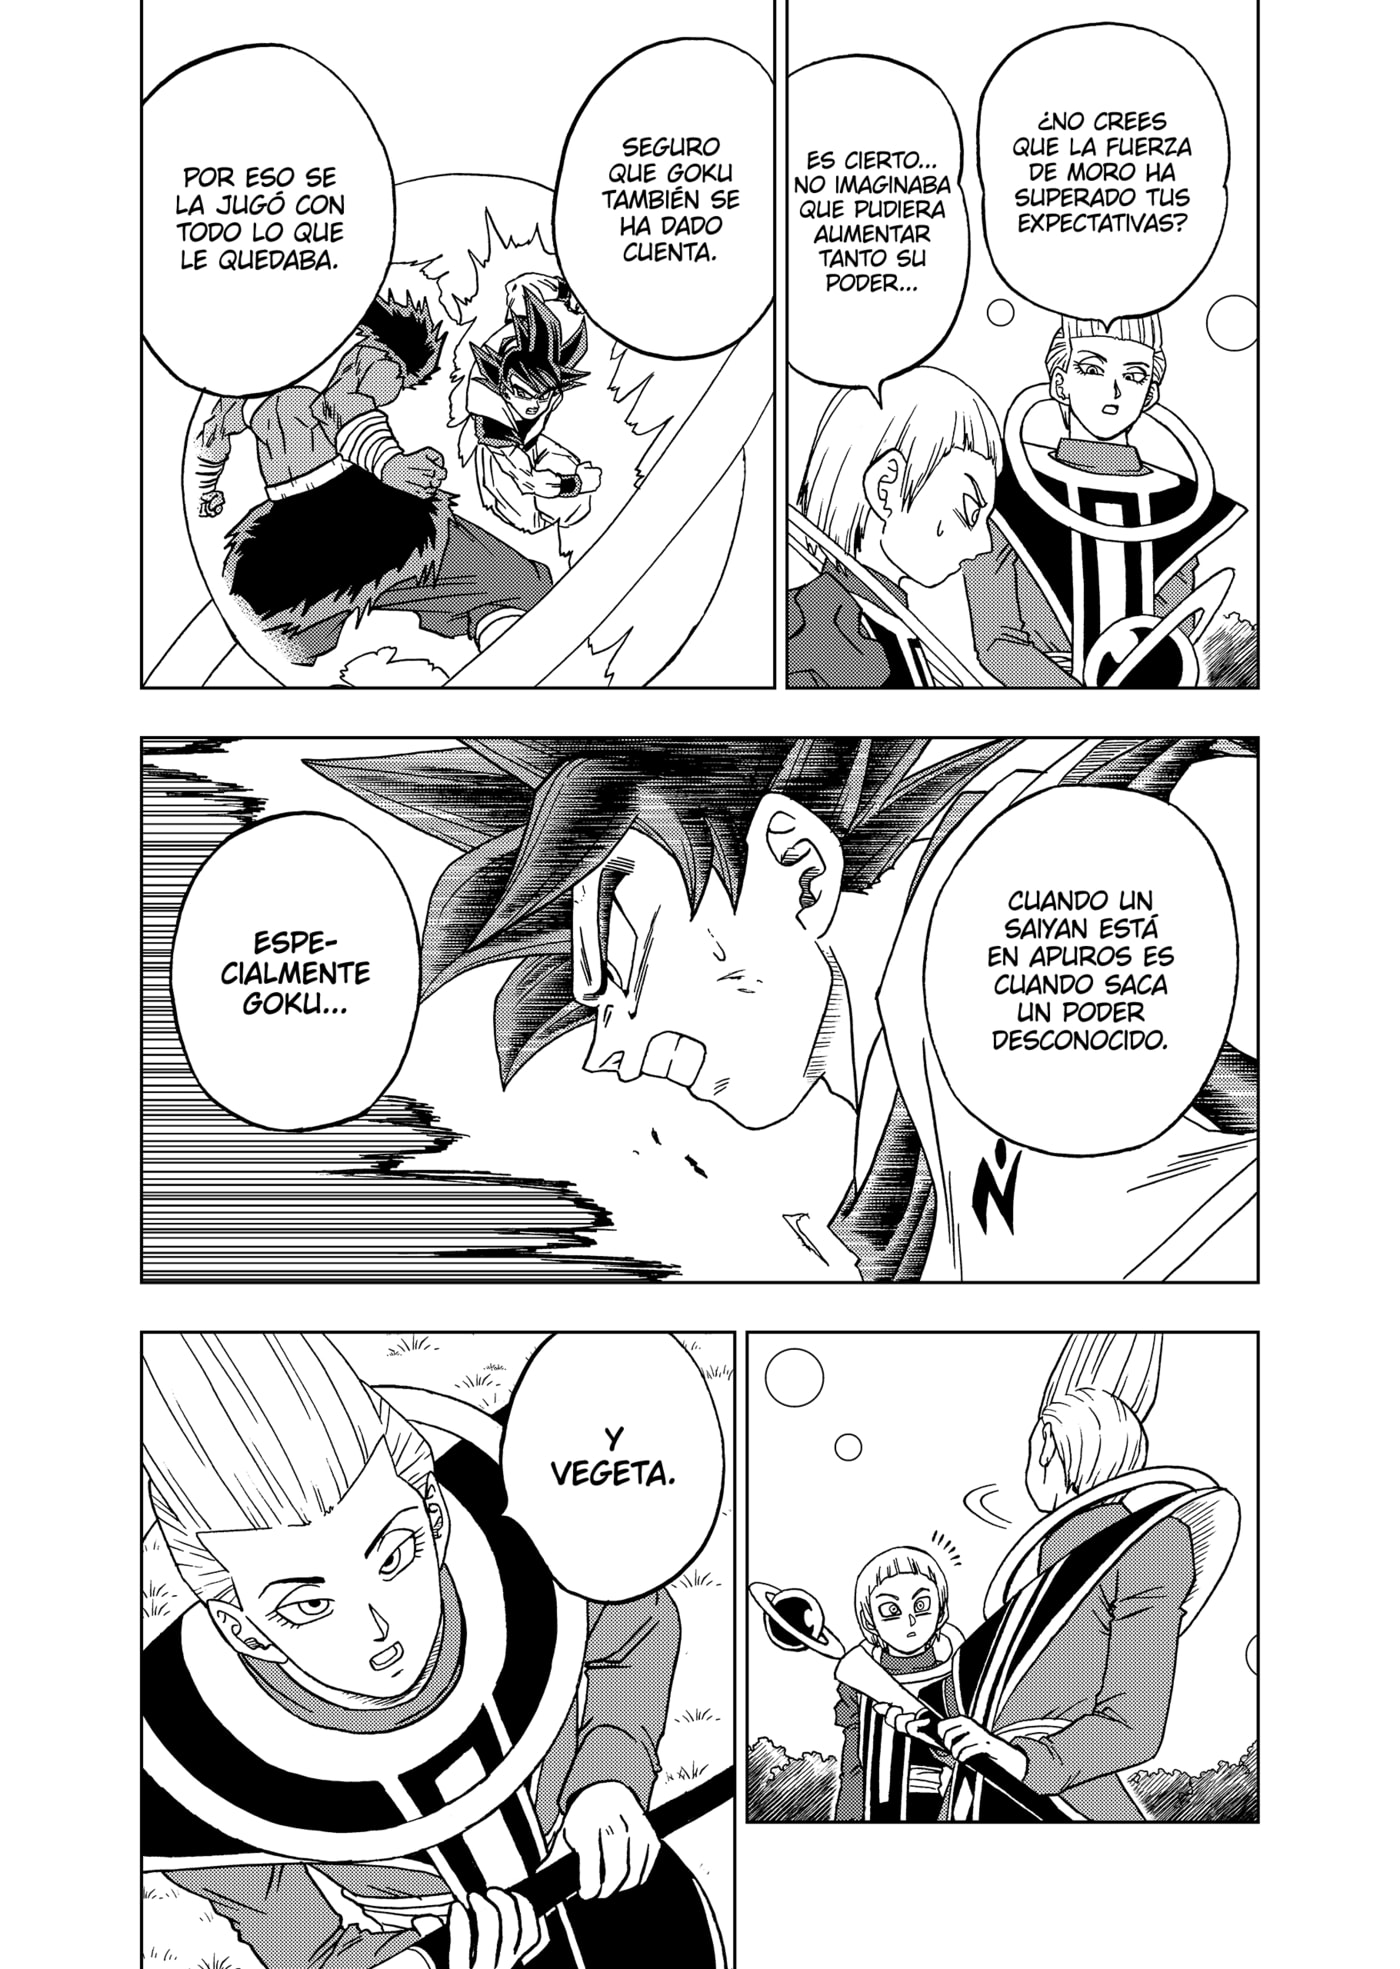 ¿NO CREES
QUE LA FUERZA
DE MORO HA
SUPERADO TUS
EXPECTATIVAS?
ES CIERTO...
NO IMAGINABA
QUE PUDIERA
AUMENTAR
TANTO SU
PODER...
SEGURO
QUE GOKU
TAMBIÉN SE
HA DADO
CUENTA.
POR ESO SE
LA JUGÓ CON
TODO LO QUE
LE QUEDABA.
CUANDO UN
SAIYAN ESTÁ
EN APUROS ES
CUANDO SACA
UN PODER
DESCONOCIDO.
ESPE-
CIALMENTE
GOKU...
Y
VEGETA.